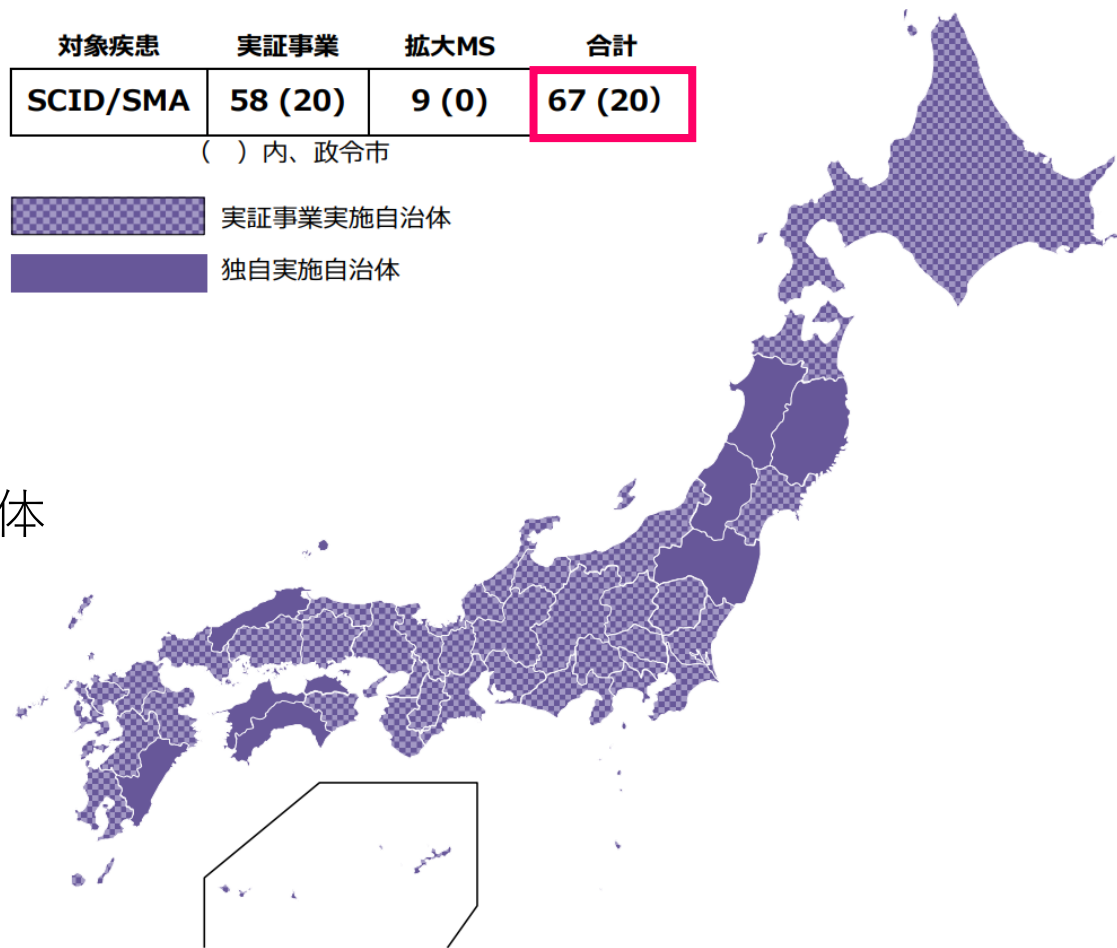 対象疾患 実証事業 拡大MS 合計
SCID/SMA 58 (20) 9 (0) 67 (20)
( )内、政令市
実証事業実施自治体
独自実施自治体
体